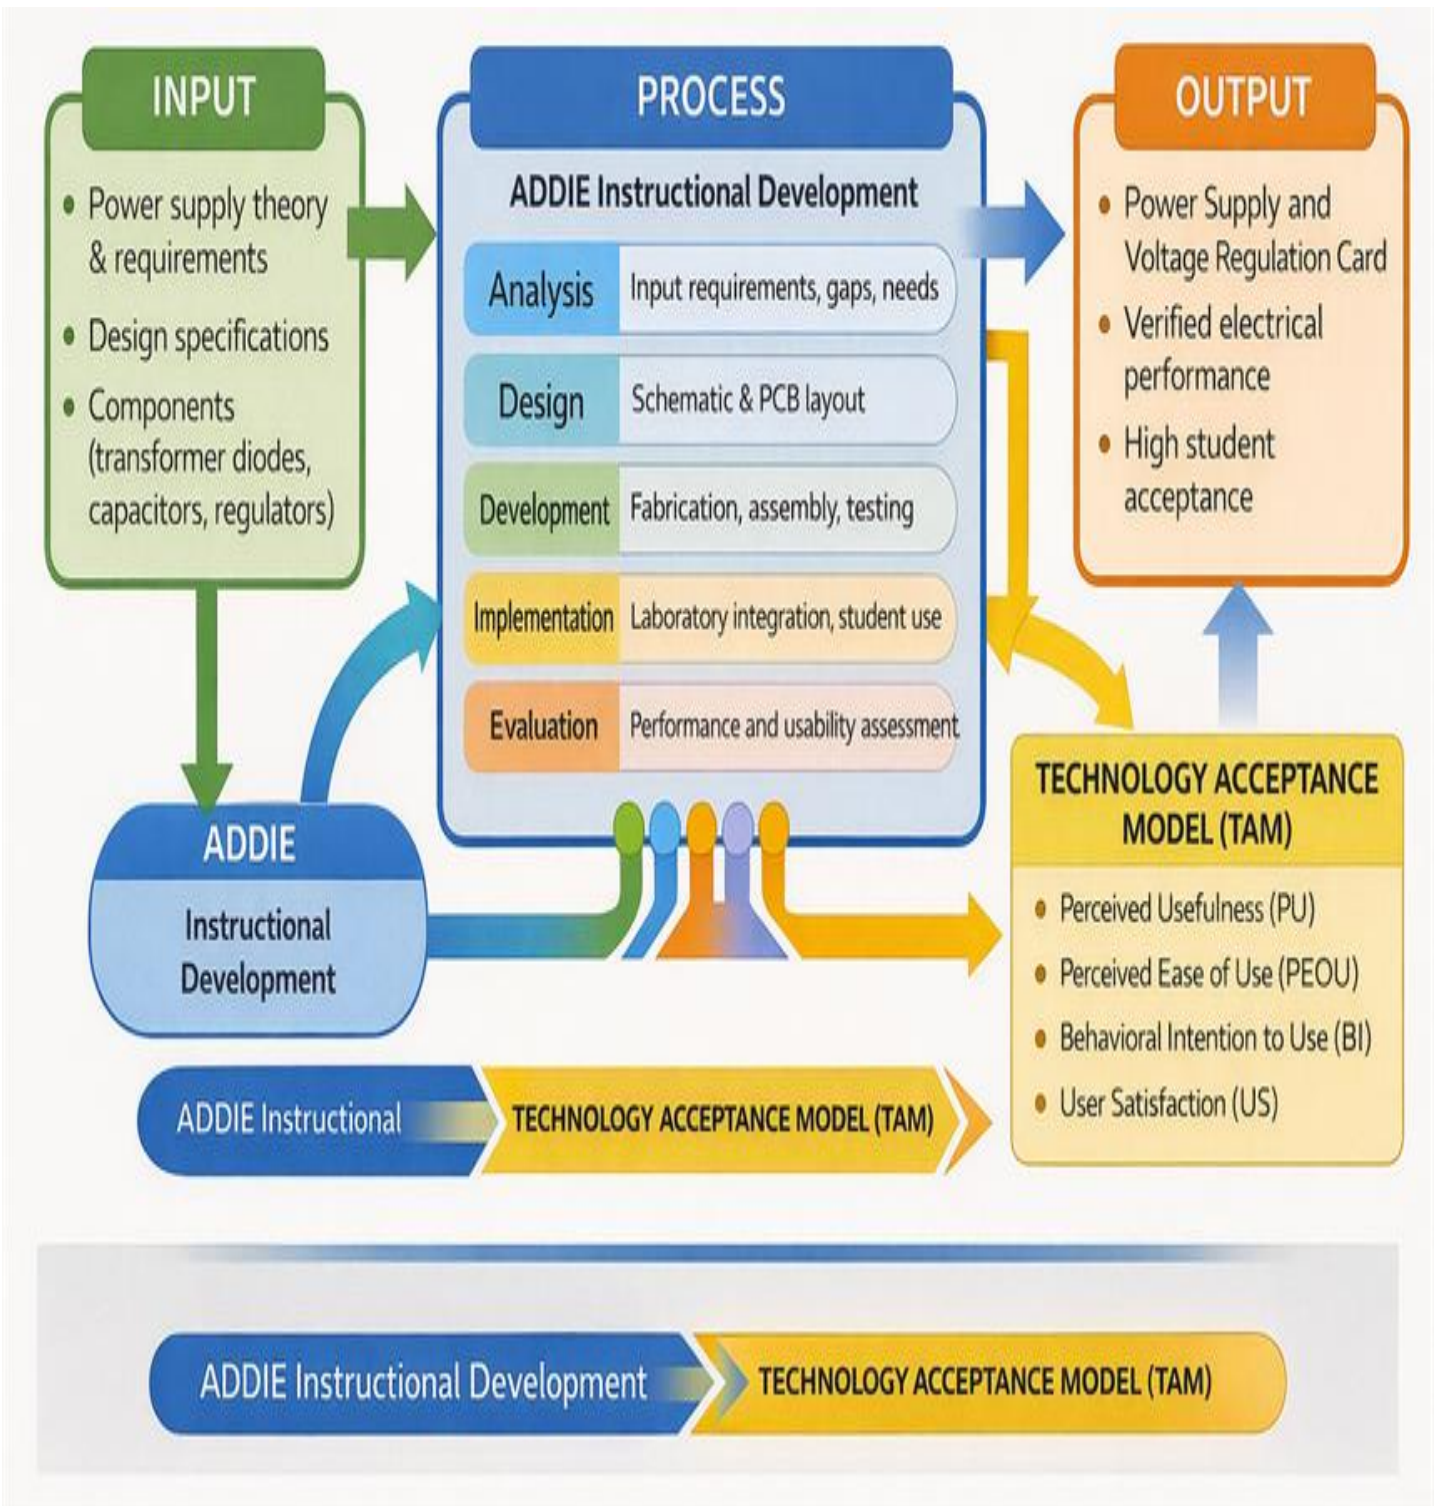 INPUT
• Power supply theory
& requirements
• Design specifications
• Components
(transformer diodes,
capacitors, regulators)
PROCESS
ADDIE Instructional Development
Analysis
Input requirements, gaps, needs
Design
Schematic & PCB layout
Development
Fabrication, assembly, testing
Implementation
Laboratory integration, student use
Evaluation
Performance and usability assessment
OUTPUT
• Power Supply and
Voltage Regulation Card
• Verified electrical
performance
• High student
acceptance
ADDIE
Instructional
Development
TECHNOLOGY ACCEPTANCE
MODEL (TAM)
• Perceived Usefulness (PU)
• Perceived Ease of Use (PEOU)
• Behavioral Intention to Use (BI)
• User Satisfaction (US)
ADDIE Instructional
TECHNOLOGY ACCEPTANCE MODEL (TAM)
ADDIE Instructional Development
TECHNOLOGY ACCEPTANCE MODEL (TAM)